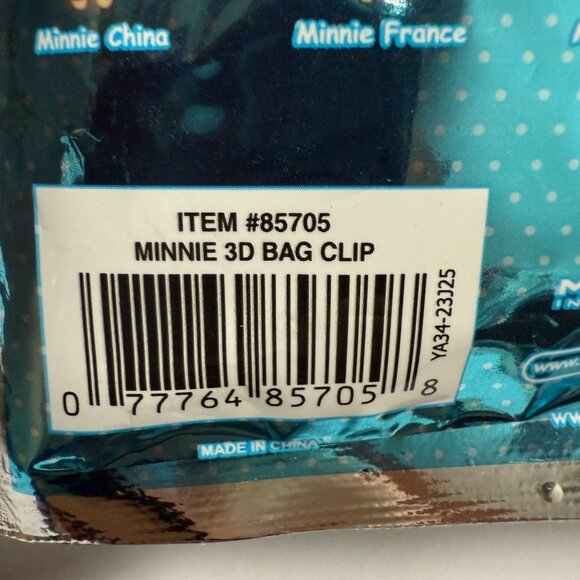 Minnie China
Minnie France
ITEM #85705
MINNIE 3D BAG CLIP
YA34-23J25
0 77764 85705 8
MADE IN CHINA
www.